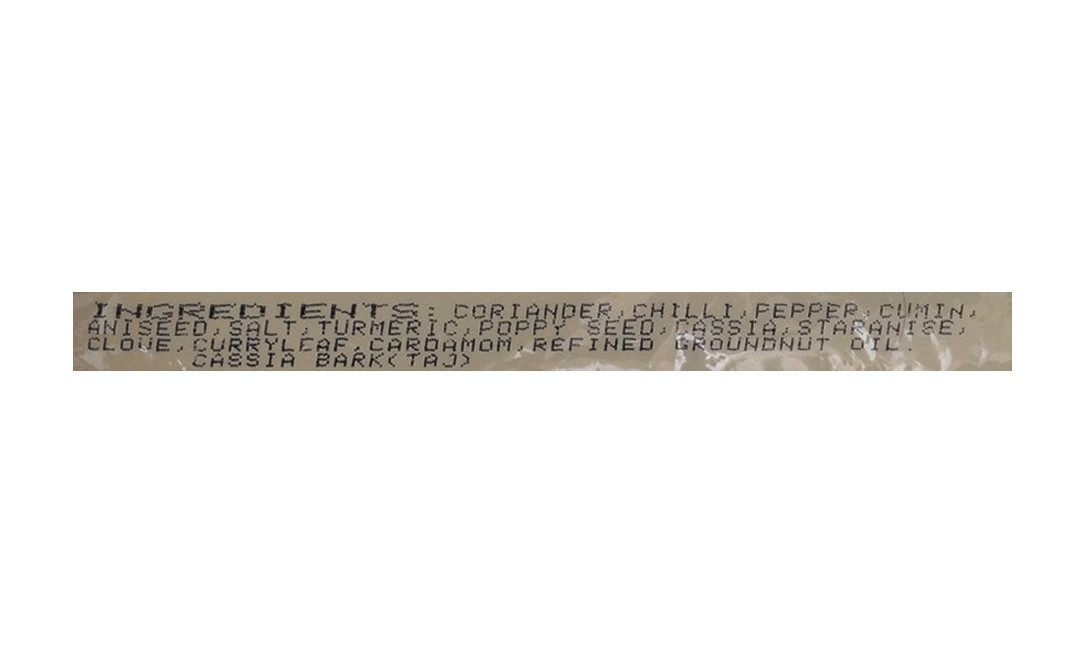 INGREDIENTS: CORIANDER, CHILLI, PEPPER, CUMIN,
ANISEED, SALT, TURMERIC, POPPY SEED, CASSIA, STARANISE,
CLOVE, CURRYLEAF, CARDAMOM, REFINED GROUNDNUT OIL.
CASSIA BARK(TAJ)